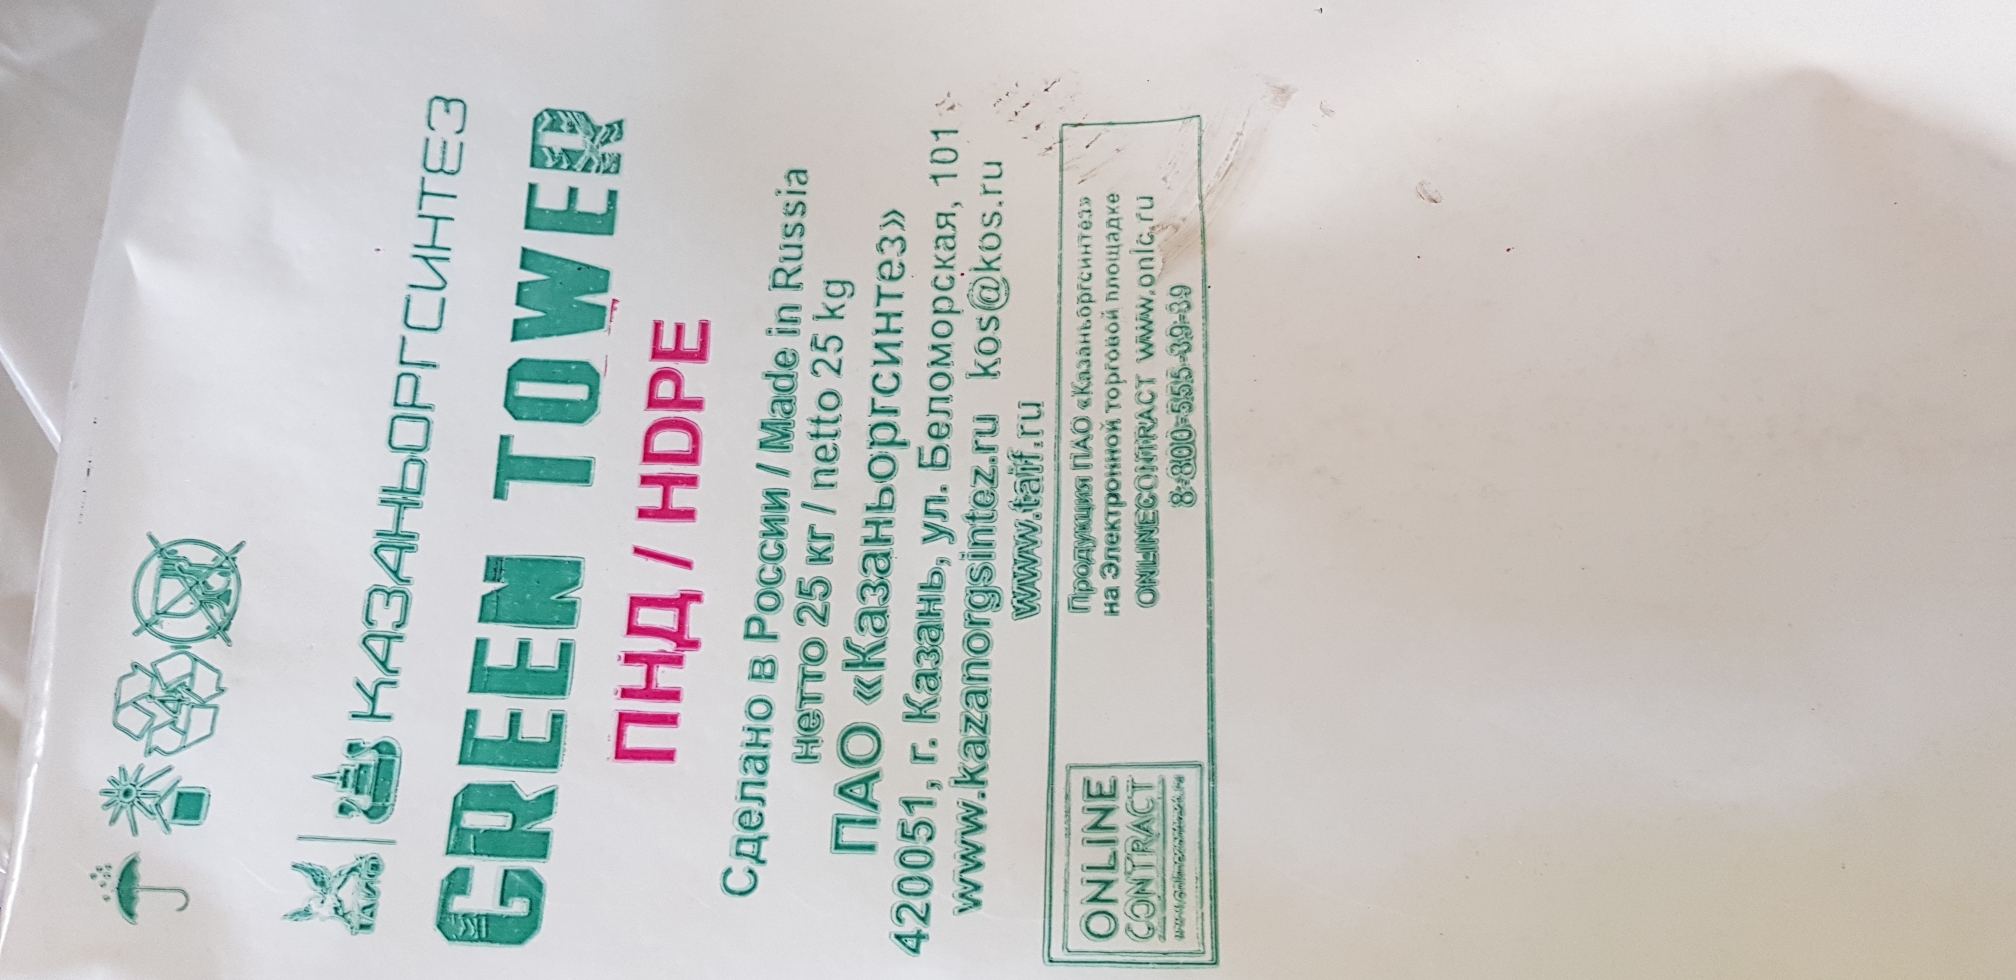 4
ТАИФ
КАЗАНЬОРГСИНТЕЗ
GREEN TOWER
ПНД / HDPE
Сделано в России / Made in Russia
нетто 25 кг / netto 25 kg
ПАО «Казаньоргсинтез»
420051, г. Казань, ул. Беломорская, 101
www.kazanorgsintez.ru kos@kos.ru
www.taif.ru
ONLINE
CONTRACT
Продукция ПАО «Казаньоргсинтез»
на Электронной торговой площадке
ONLINECONTRACT www.onlc.ru
8-800-555-39-39